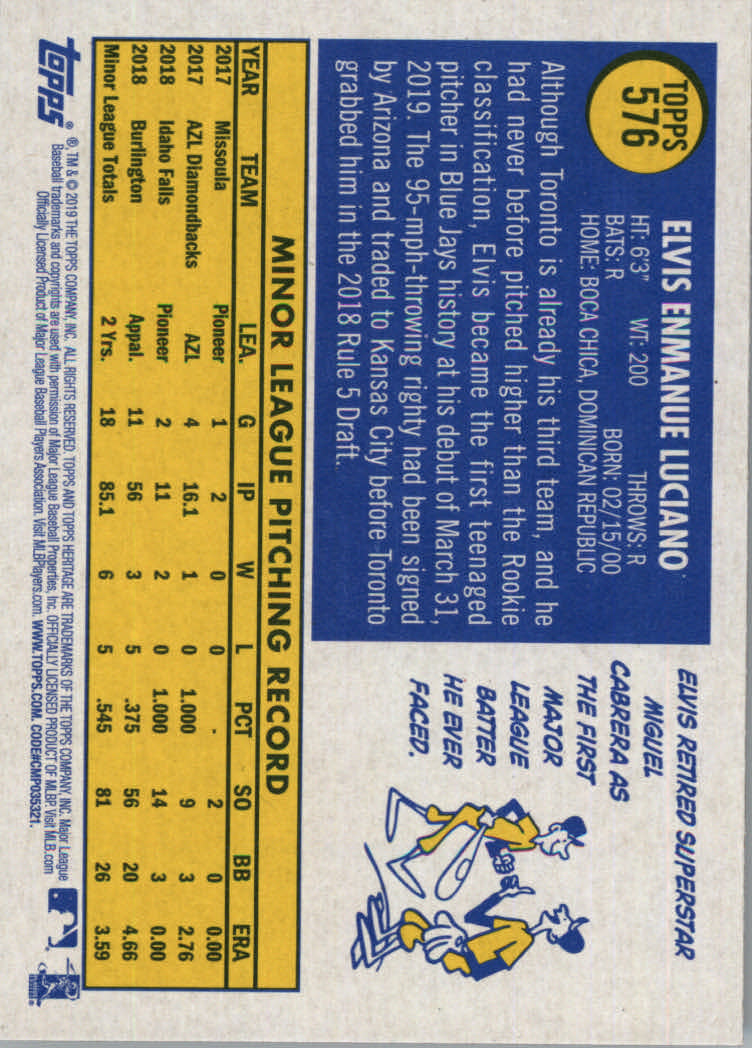 TOPPS
576
ELVIS ENMANUE LUCIANO
HT: 6'3" WT: 200 THROWS: R
BATS: R BORN: 02/15/00
HOME: BOCA CHICA, DOMINICAN REPUBLIC
Although Toronto is already his third team, and he
had never before pitched higher than the Rookie
classification, Elvis became the first teenaged
pitcher in Blue Jays history at his debut of March 31,
2019. The 95-mph-throwing righty had been signed
by Arizona and traded to Kansas City before Toronto
grabbed him in the 2018 Rule 5 Draft.
ELVIS RETIRED SUPERSTAR
MIGUEL
CABRERA AS
THE FIRST
MAJOR
LEAGUE
BATTER
HE EVER
FACED.
MINOR LEAGUE PITCHING RECORD
YEAR TEAM LEA. G IP W L PCT SO BB ERA
2017 Missoula Pioneer 1 2 0 0 . 2 0 0.00
2017 AZL Diamondbacks AZL 4 16.1 1 0 1.000 9 3 2.76
2018 Idaho Falls Pioneer 2 11 2 0 1.000 14 3 0.00
2018 Burlington Appal. 11 56 3 5 .375 56 20 4.66
Minor League Totals 2 Yrs. 18 85.1 6 5 .545 81 26 3.59
topps ® ®, TM & © 2019 THE TOPPS COMPANY, INC. ALL RIGHTS RESERVED. TOPPS AND TOPPS HERITAGE ARE TRADEMARKS OF THE TOPPS COMPANY, INC. Major League
Baseball trademarks and copyrights are used with permission of Major League Baseball Properties, Inc. OFFICIALLY LICENSED PRODUCT OF MLBP. Visit MLB.com
Officially Licensed Product of Major League Baseball Players Association. Visit MLBPlayers.com. WWW.TOPPS.COM. CODE#CMP035321.